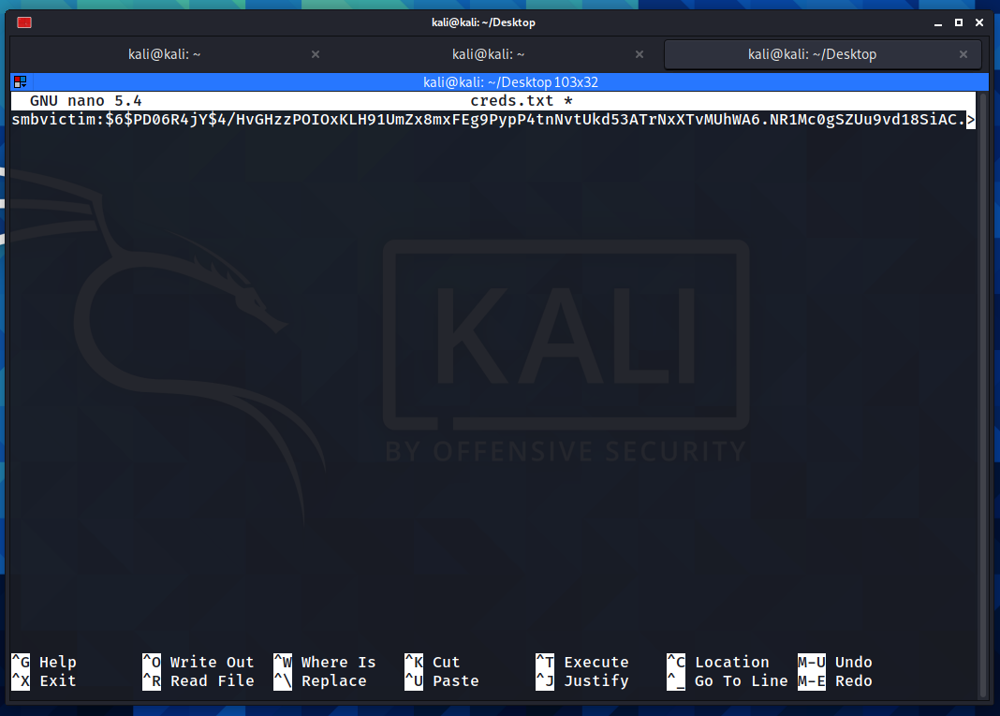 kali@kali: ~/Desktop
kali@kali: ~ × kali@kali: ~ × kali@kali: ~/Desktop ×
kali@kali: ~/Desktop 103x32
GNU nano 5.4 creds.txt *
smbvictim:$6$PD06R4jY$4/HvGHzzPOIOxKLH91UmZx8mxFEg9PypP4tnNvtUkd53ATrNxXTvMUhWA6.NR1Mc0gSZUu9vd18SiAC.>
KALI
BY OFFENSIVE SECURITY
^G Help ^O Write Out ^W Where Is ^K Cut ^T Execute ^C Location M-U Undo
^X Exit ^R Read File ^\ Replace ^U Paste ^J Justify ^_ Go To Line M-E Redo